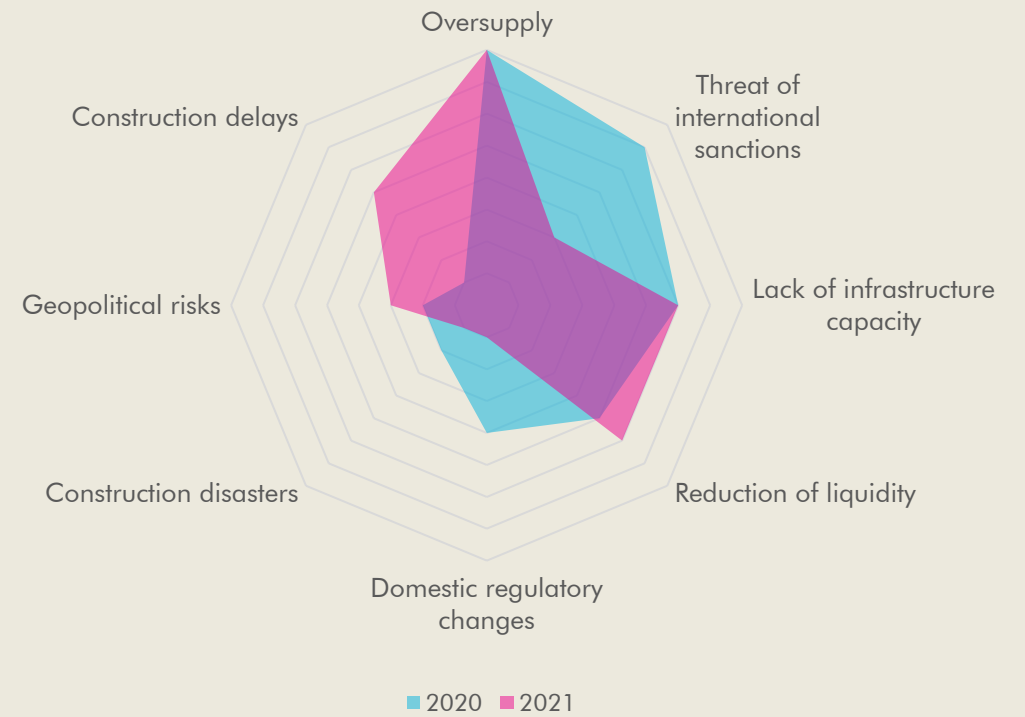 Oversupply
Threat of
international
sanctions
Construction delays
Lack of infrastructure
capacity
Geopolitical risks
Construction disasters
Reduction of liquidity
Domestic regulatory
changes
2020 2021